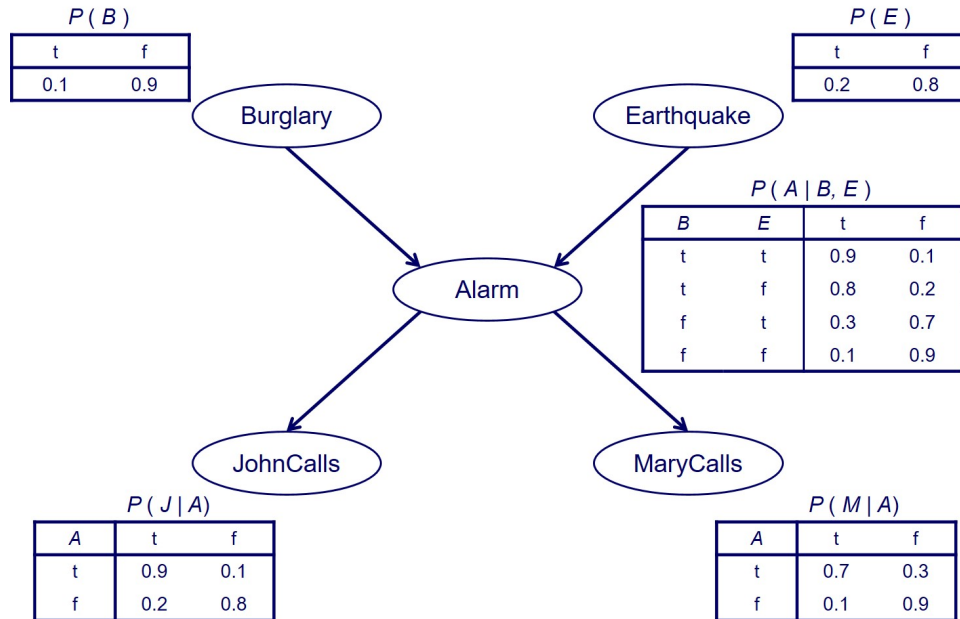 P ( B )
t f
0.1 0.9
P ( E )
t f
0.2 0.8
Burglary
Earthquake
P ( A | B, E )
B E t f
t t 0.9 0.1
t f 0.8 0.2
f t 0.3 0.7
f f 0.1 0.9
Alarm
JohnCalls
MaryCalls
P ( J | A)
A t f
t 0.9 0.1
f 0.2 0.8
P ( M | A)
A t f
t 0.7 0.3
f 0.1 0.9